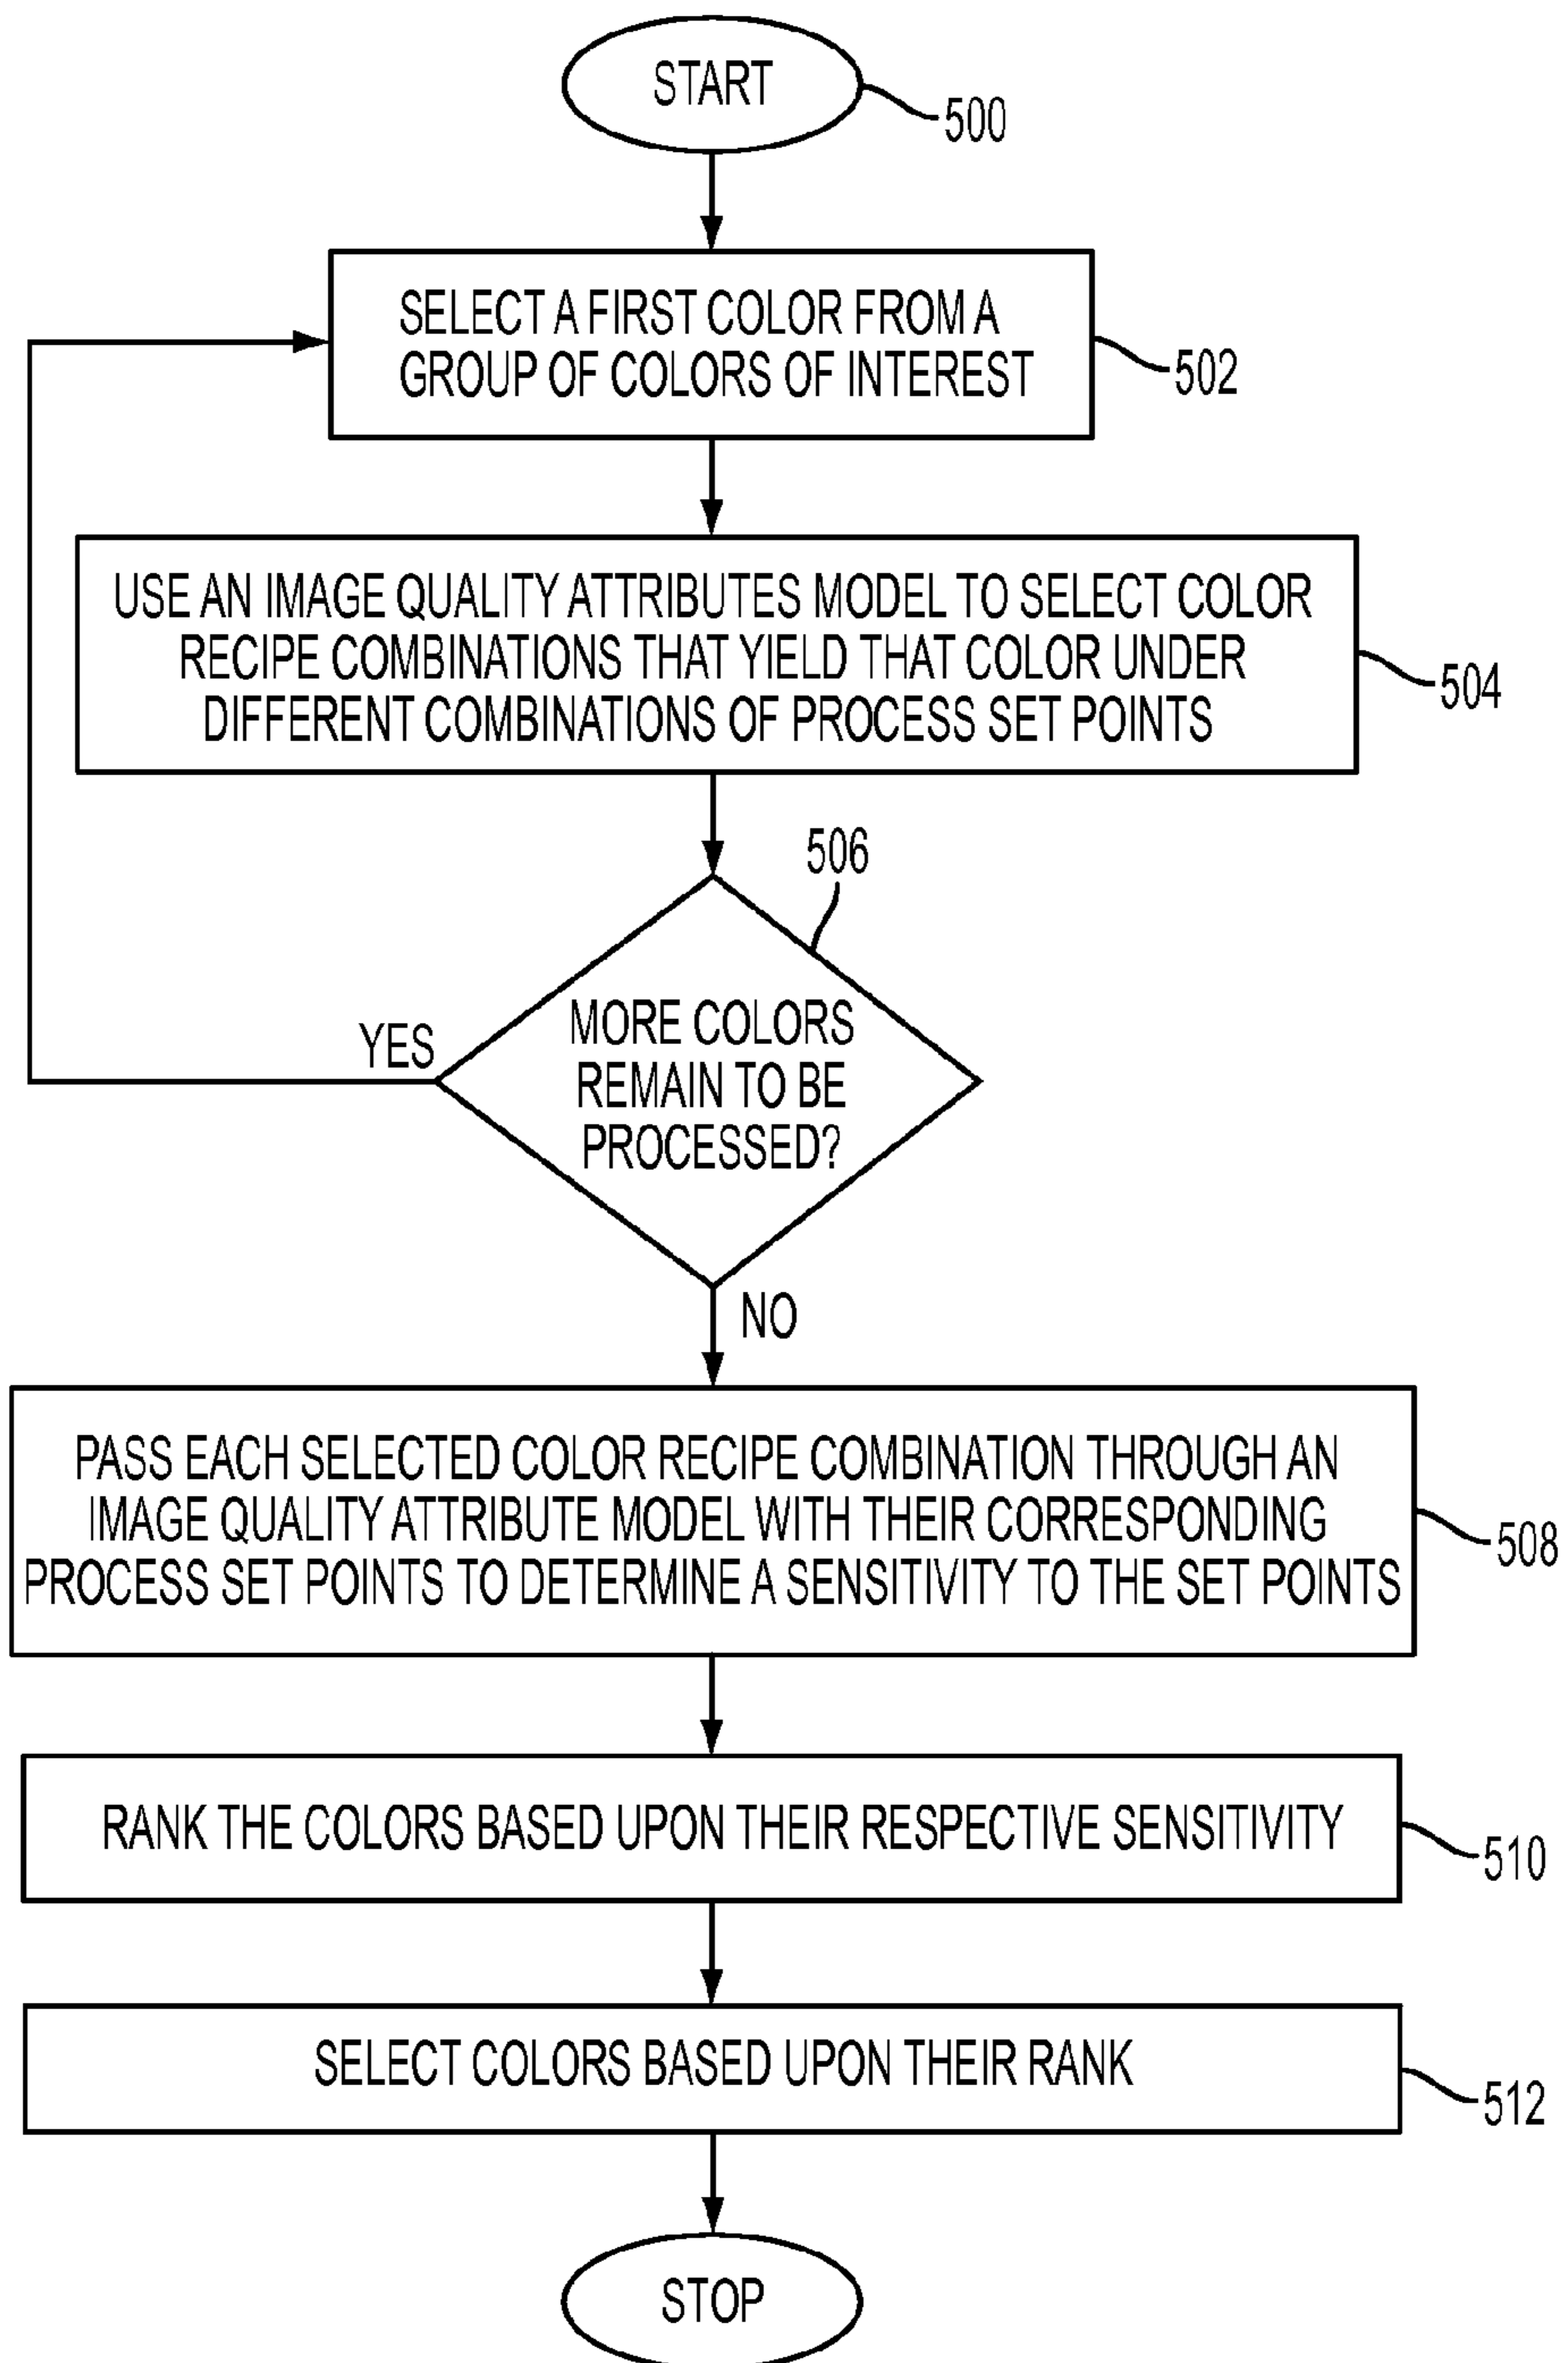 START
500
SELECT A FIRST COLOR FROM A
GROUP OF COLORS OF INTEREST
502
USE AN IMAGE QUALITY ATTRIBUTES MODEL TO SELECT COLOR
RECIPE COMBINATIONS THAT YIELD THAT COLOR UNDER
DIFFERENT COMBINATIONS OF PROCESS SET POINTS
504
506
MORE COLORS
REMAIN TO BE
PROCESSED?
YES
NO
PASS EACH SELECTED COLOR RECIPE COMBINATION THROUGH AN
IMAGE QUALITY ATTRIBUTE MODEL WITH THEIR CORRESPONDING
PROCESS SET POINTS TO DETERMINE A SENSITIVITY TO THE SET POINTS
508
RANK THE COLORS BASED UPON THEIR RESPECTIVE SENSITIVITY
510
SELECT COLORS BASED UPON THEIR RANK
512
STOP